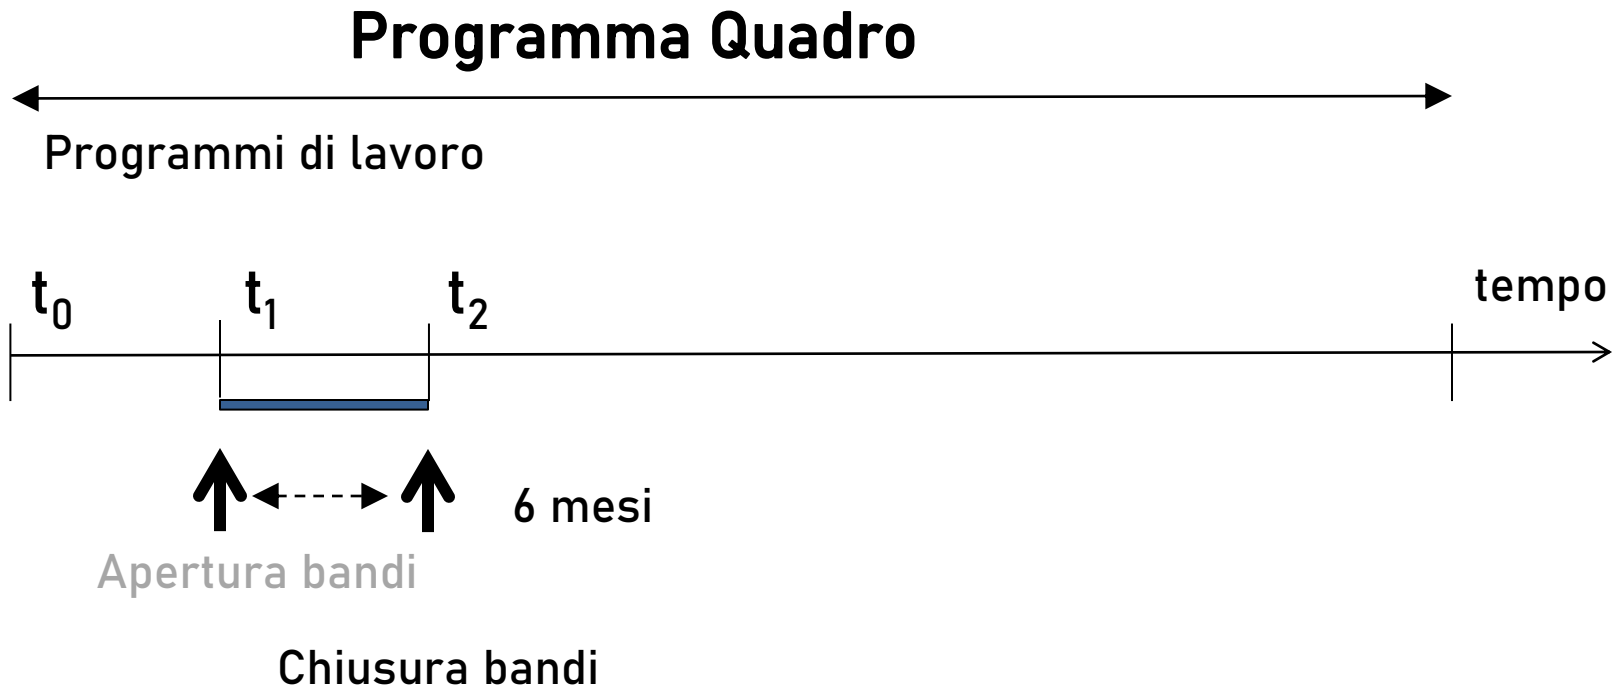 Programma Quadro
Programmi di lavoro
t₀ t₁ t₂ tempo
6 mesi
Apertura bandi
Chiusura bandi